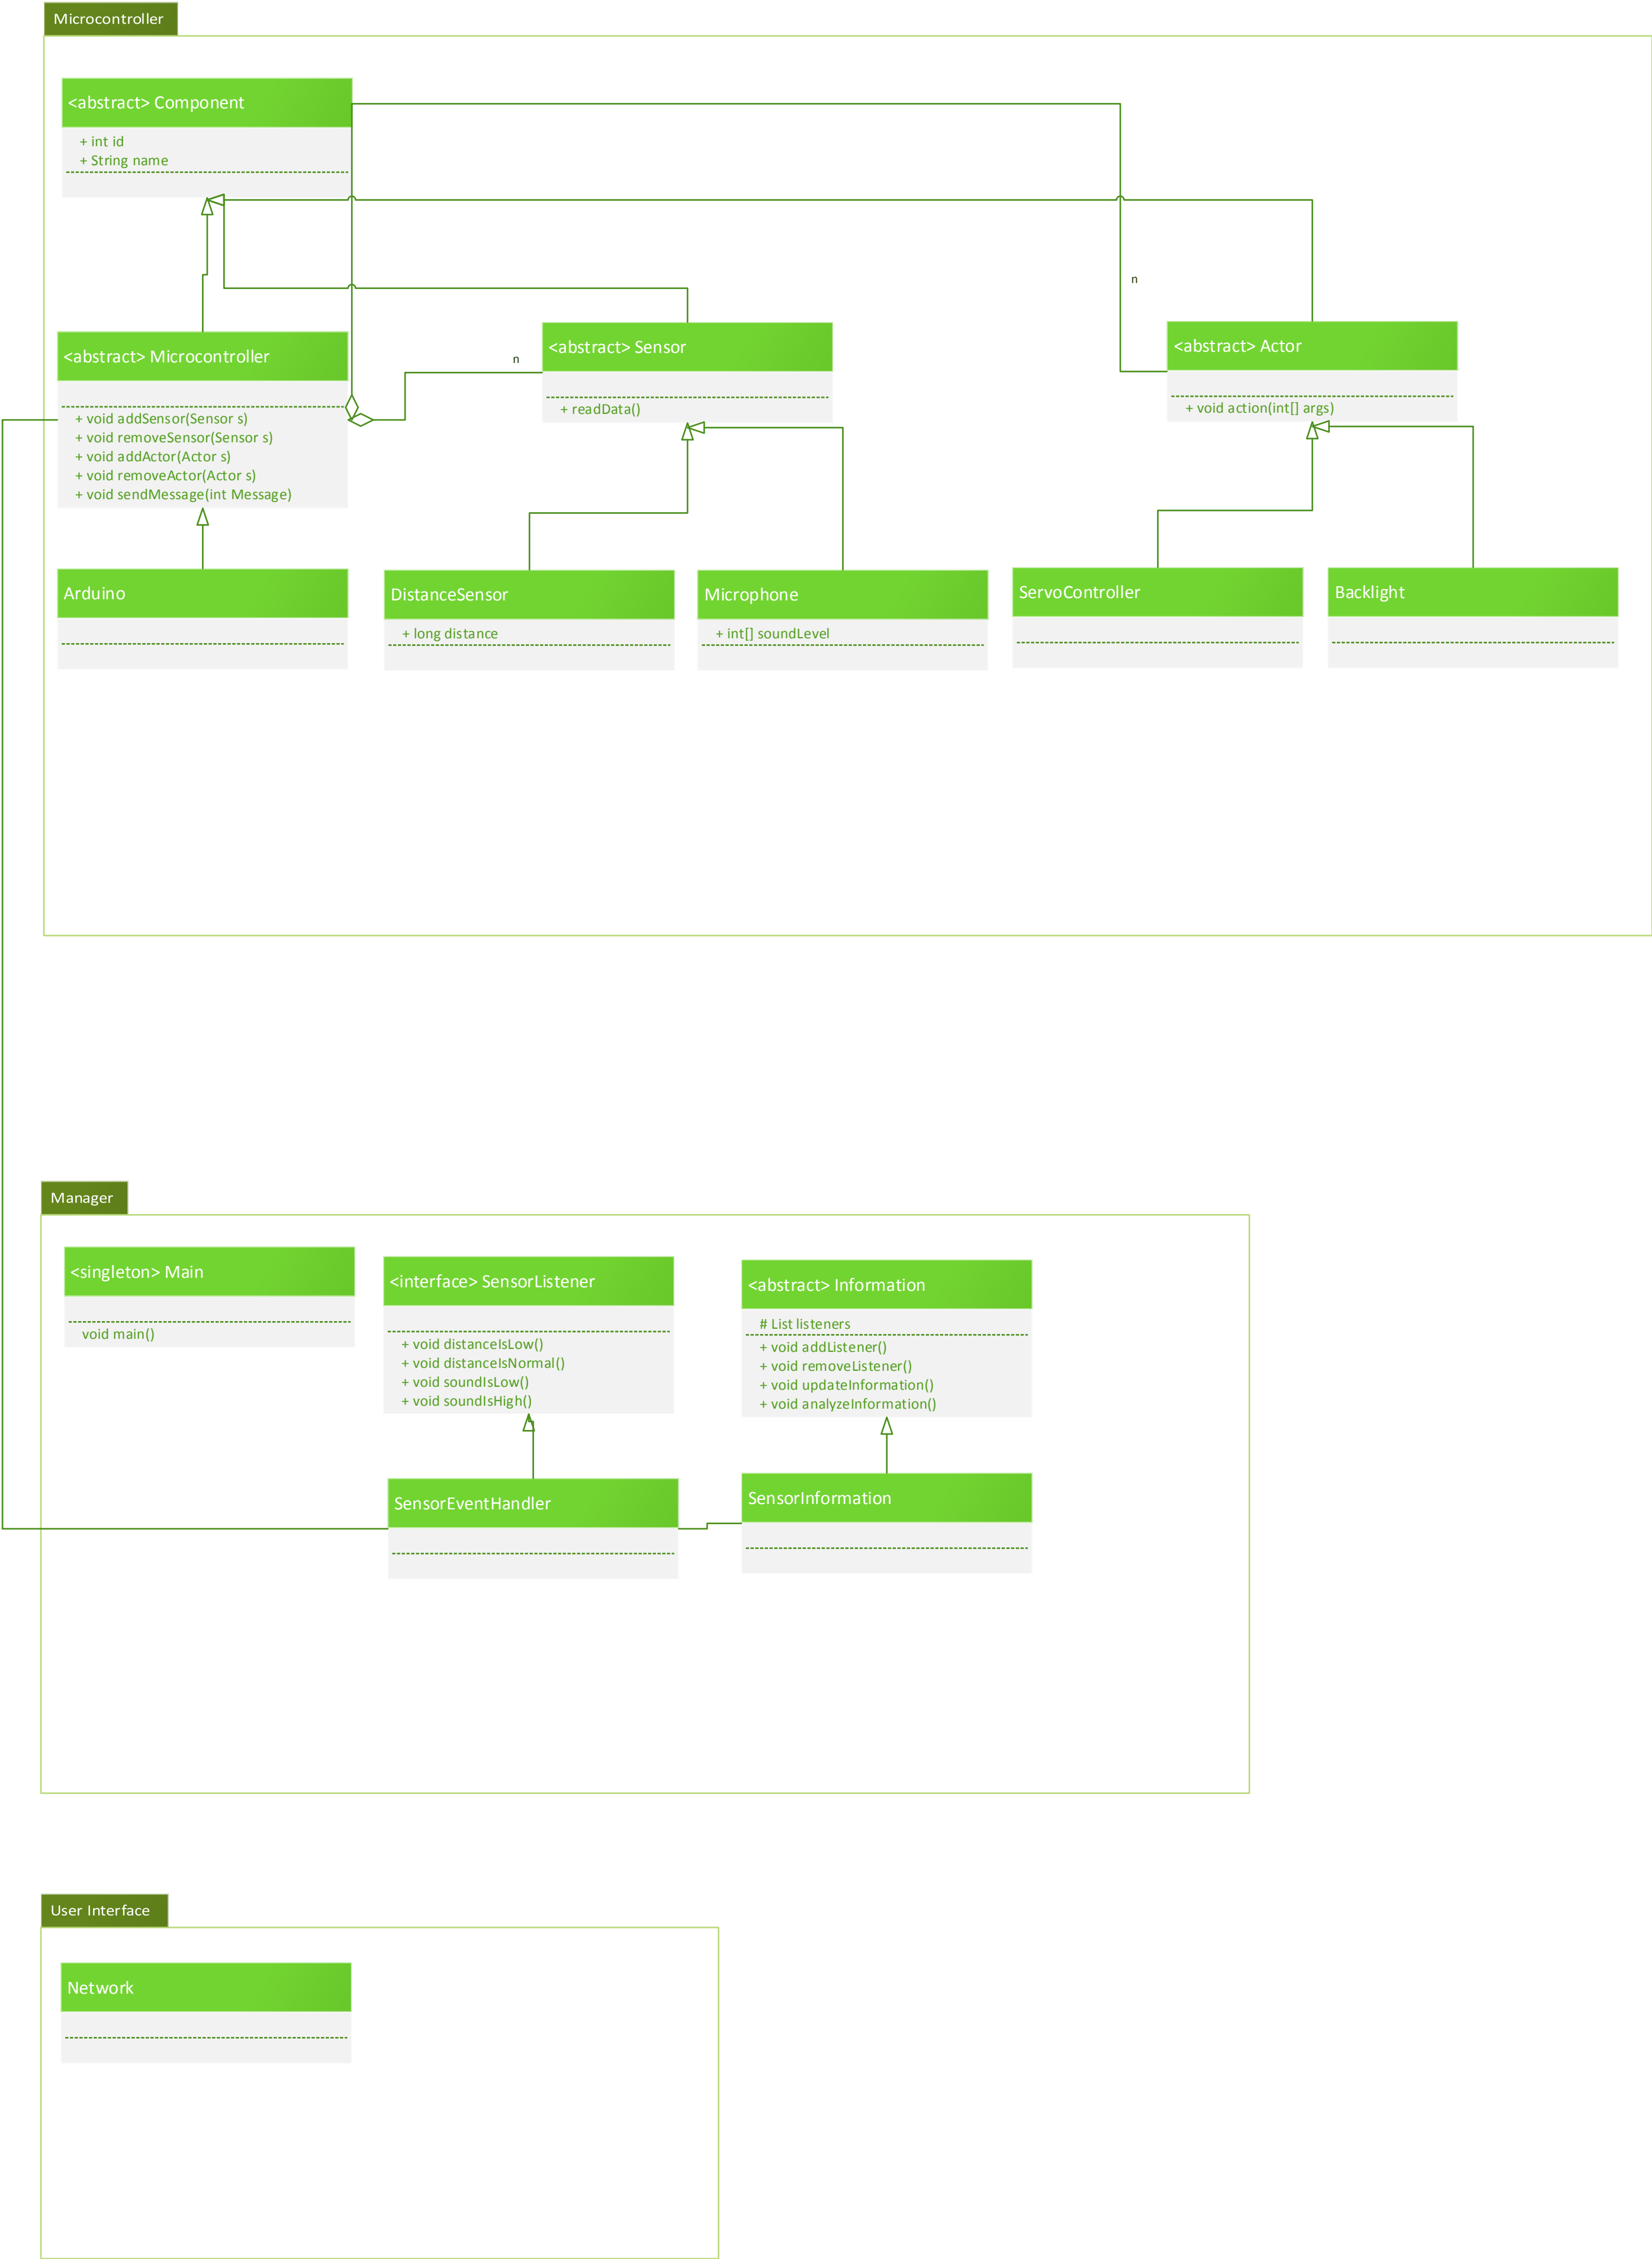 Microcontroller
<abstract> Component
+ int id
+ String name
n
<abstract> Microcontroller
+ void addSensor(Sensor s)
+ void removeSensor(Sensor s)
+ void addActor(Actor s)
+ void removeActor(Actor s)
+ void sendMessage(int Message)
n
<abstract> Sensor
+ readData()
<abstract> Actor
+ void action(int[] args)
Arduino
DistanceSensor
+ long distance
Microphone
+ int[] soundLevel
ServoController
Backlight
Manager
<singleton> Main
void main()
<interface> SensorListener
+ void distanceIsLow()
+ void distanceIsNormal()
+ void soundIsLow()
+ void soundIsHigh()
<abstract> Information
# List listeners
+ void addListener()
+ void removeListener()
+ void updateInformation()
+ void analyzeInformation()
SensorEventHandler
SensorInformation
User Interface
Network